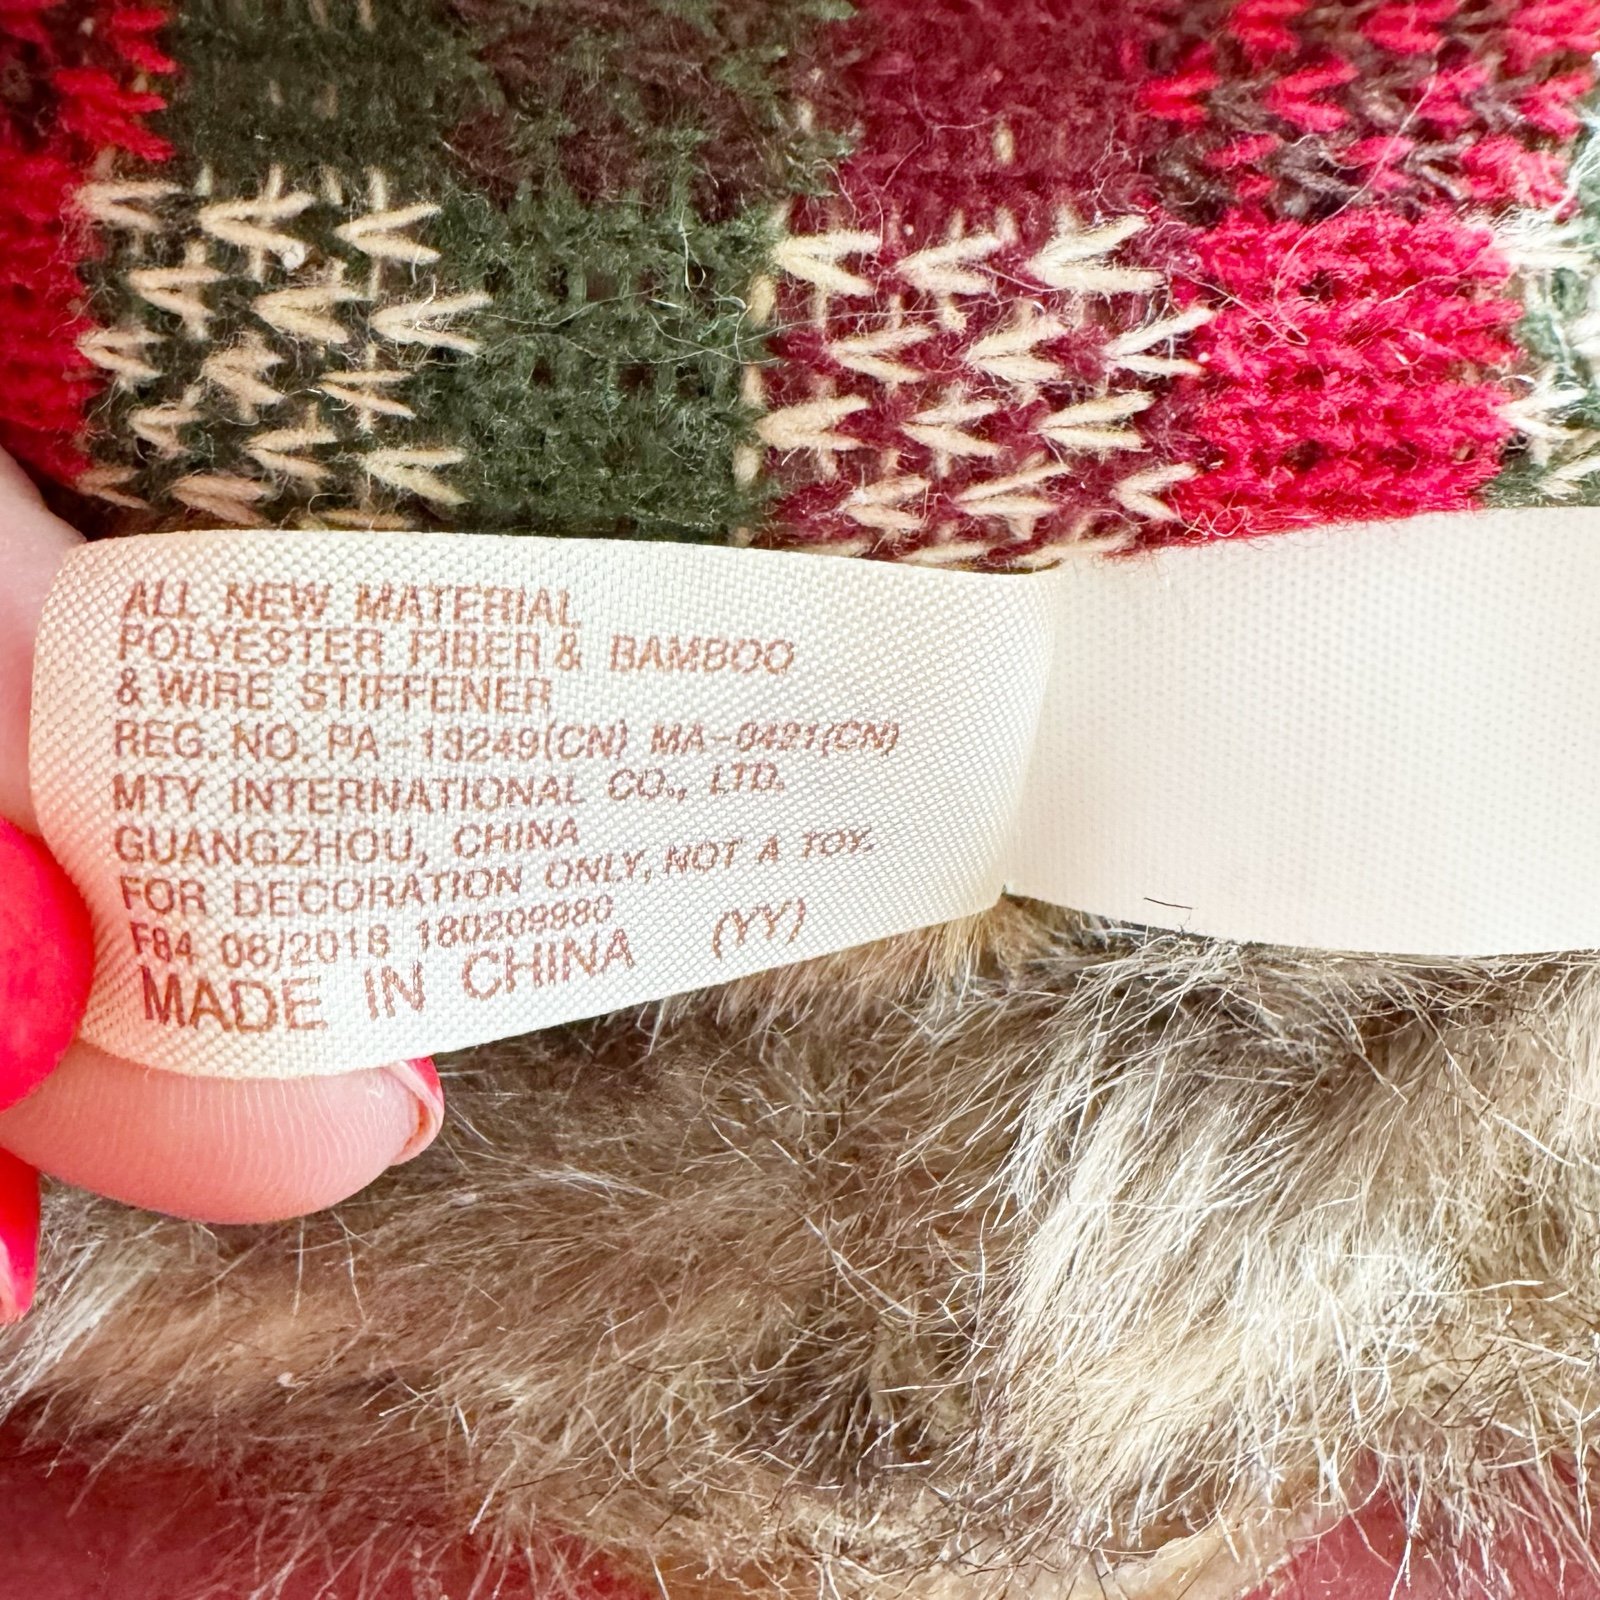 ALL NEW MATERIAL
POLYESTER FIBER & BAMBOO
& WIRE STIFFENER
REG. NO. PA-13249(CN) MA-0421(CN)
MTY INTERNATIONAL CO., LTD.
GUANGZHOU, CHINA
FOR DECORATION ONLY, NOT A TOY.
F84 08/2018 180209980
MADE IN CHINA (YY)